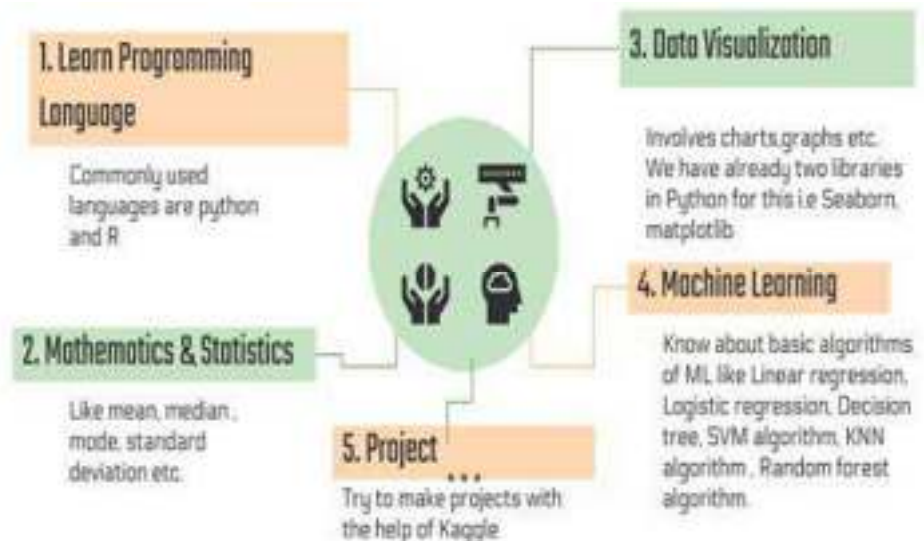 1. Learn Programming
Language
Commonly used
languages are python
and R
2. Mathematics & Statistics
Like mean, median ,
mode, standard
deviation etc.
3. Data Visualization
Involves charts,graphs etc.
We have already two libraries
in Python for this i.e Seaborn,
matplotlib
4. Machine Learning
Know about basic algorithms
of ML like Linear regression,
Logistic regression, Decision
tree, SVM algorithm, KNN
algorithm , Random forest
algorithm.
5. Project
...
Try to make projects with
the help of Kaggle